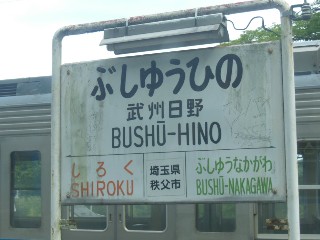 ぶしゅうひの
武州日野
BUSHŪ-HINO
しろく
SHIROKU
埼玉県
秩父市
ぶしゅうなかがわ
BUSHŪ-NAKAGAWA